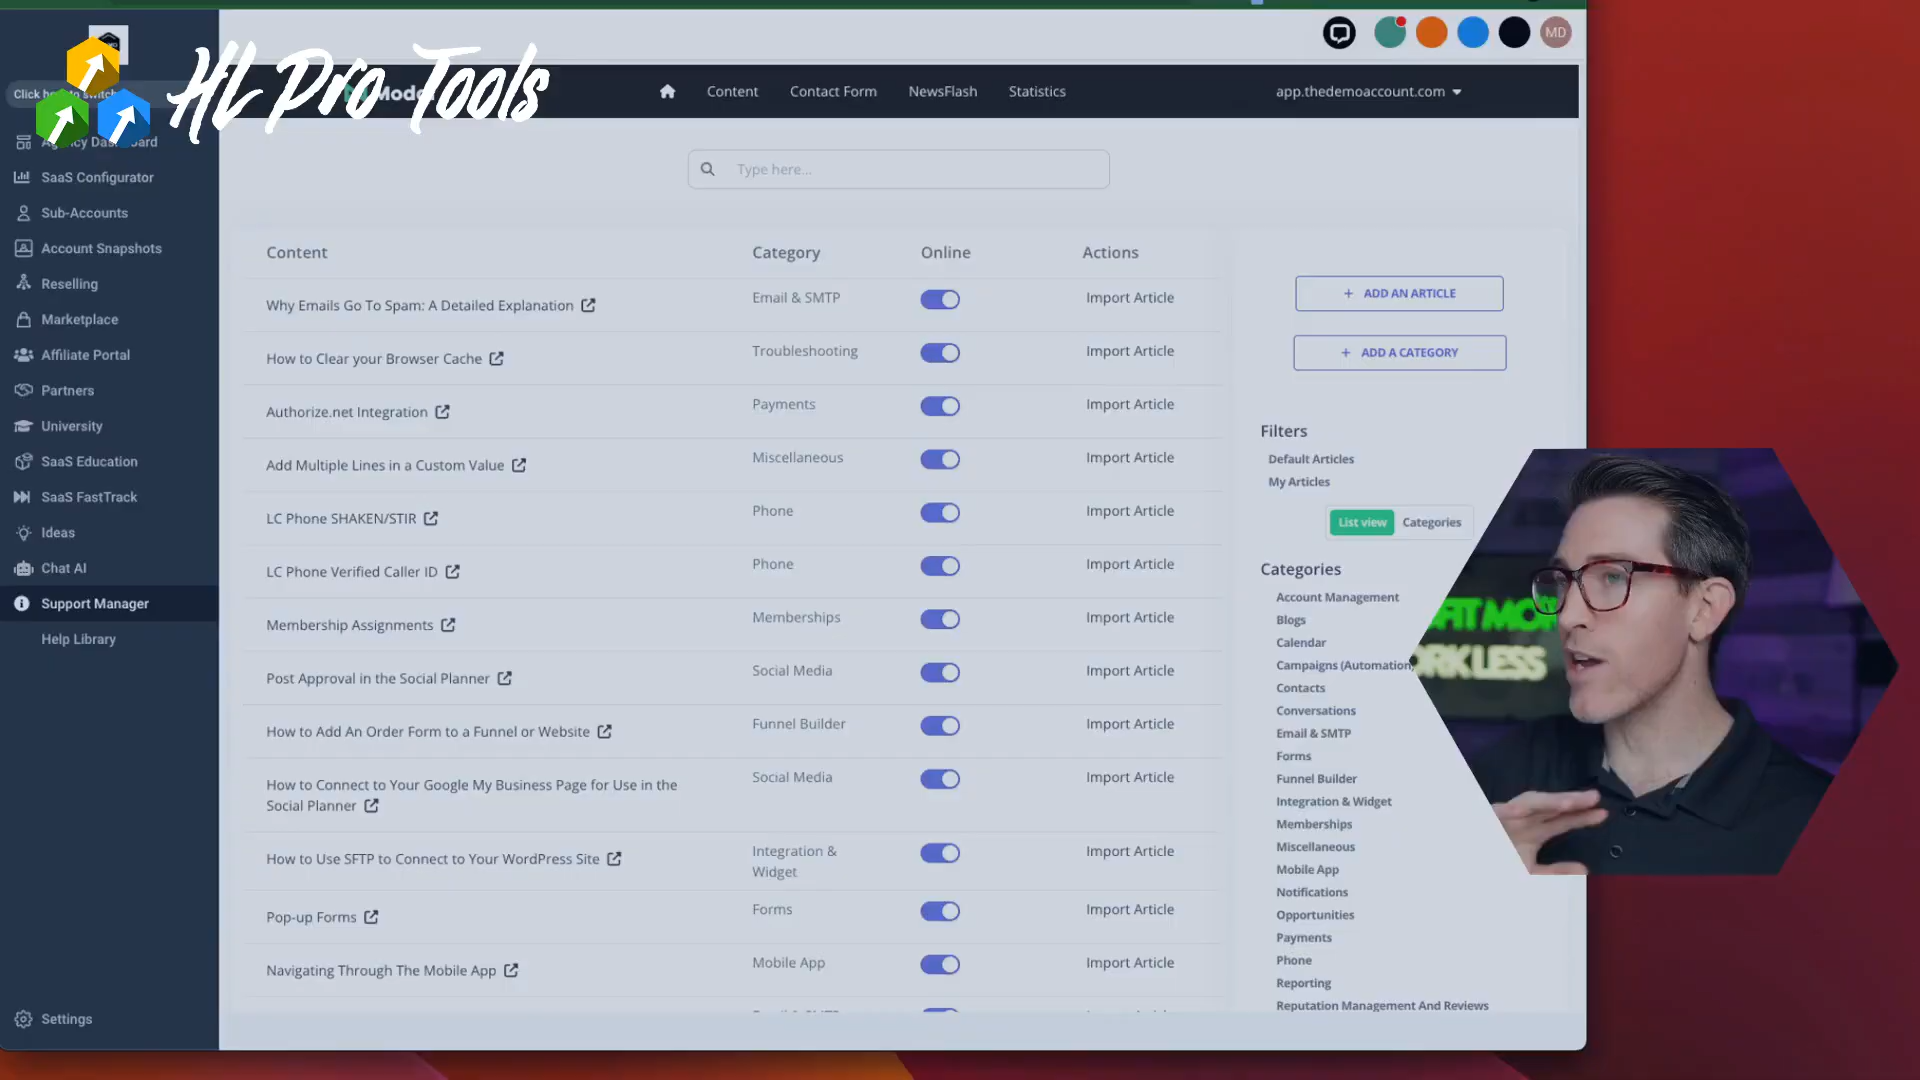 HL Pro Tools
MD
Content
Contact Form
NewsFlash
Statistics
app.thedemoaccount.com
SaaS Configurator
Sub-Accounts
Account Snapshots
Reselling
Marketplace
Affiliate Portal
Partners
University
SaaS Education
SaaS FastTrack
Ideas
Chat AI
Support Manager
Help Library
Settings
Type here...
Content Category Online Actions
Why Emails Go To Spam: A Detailed Explanation Email & SMTP Import Article
How to Clear your Browser Cache Troubleshooting Import Article
Authorize.net Integration Payments Import Article
Add Multiple Lines in a Custom Value Miscellaneous Import Article
LC Phone SHAKEN/STIR Phone Import Article
LC Phone Verified Caller ID Phone Import Article
Membership Assignments Memberships Import Article
Post Approval in the Social Planner Social Media Import Article
How to Add An Order Form to a Funnel or Website Funnel Builder Import Article
How to Connect to Your Google My Business Page for Use in the Social Media Import Article
Social Planner
How to Use SFTP to Connect to Your WordPress Site Integration & Import Article
Widget
Pop-up Forms Forms Import Article
Navigating Through The Mobile App Mobile App Import Article
+ ADD AN ARTICLE
+ ADD A CATEGORY
Filters
Default Articles
My Articles
List view Categories
Categories
Account Management
Blogs
Calendar
Campaigns (Automation)
Contacts
Conversations
Email & SMTP
Forms
Funnel Builder
Integration & Widget
Memberships
Miscellaneous
Mobile App
Notifications
Opportunities
Payments
Phone
Reporting
Reputation Management And Reviews
WORK LESS